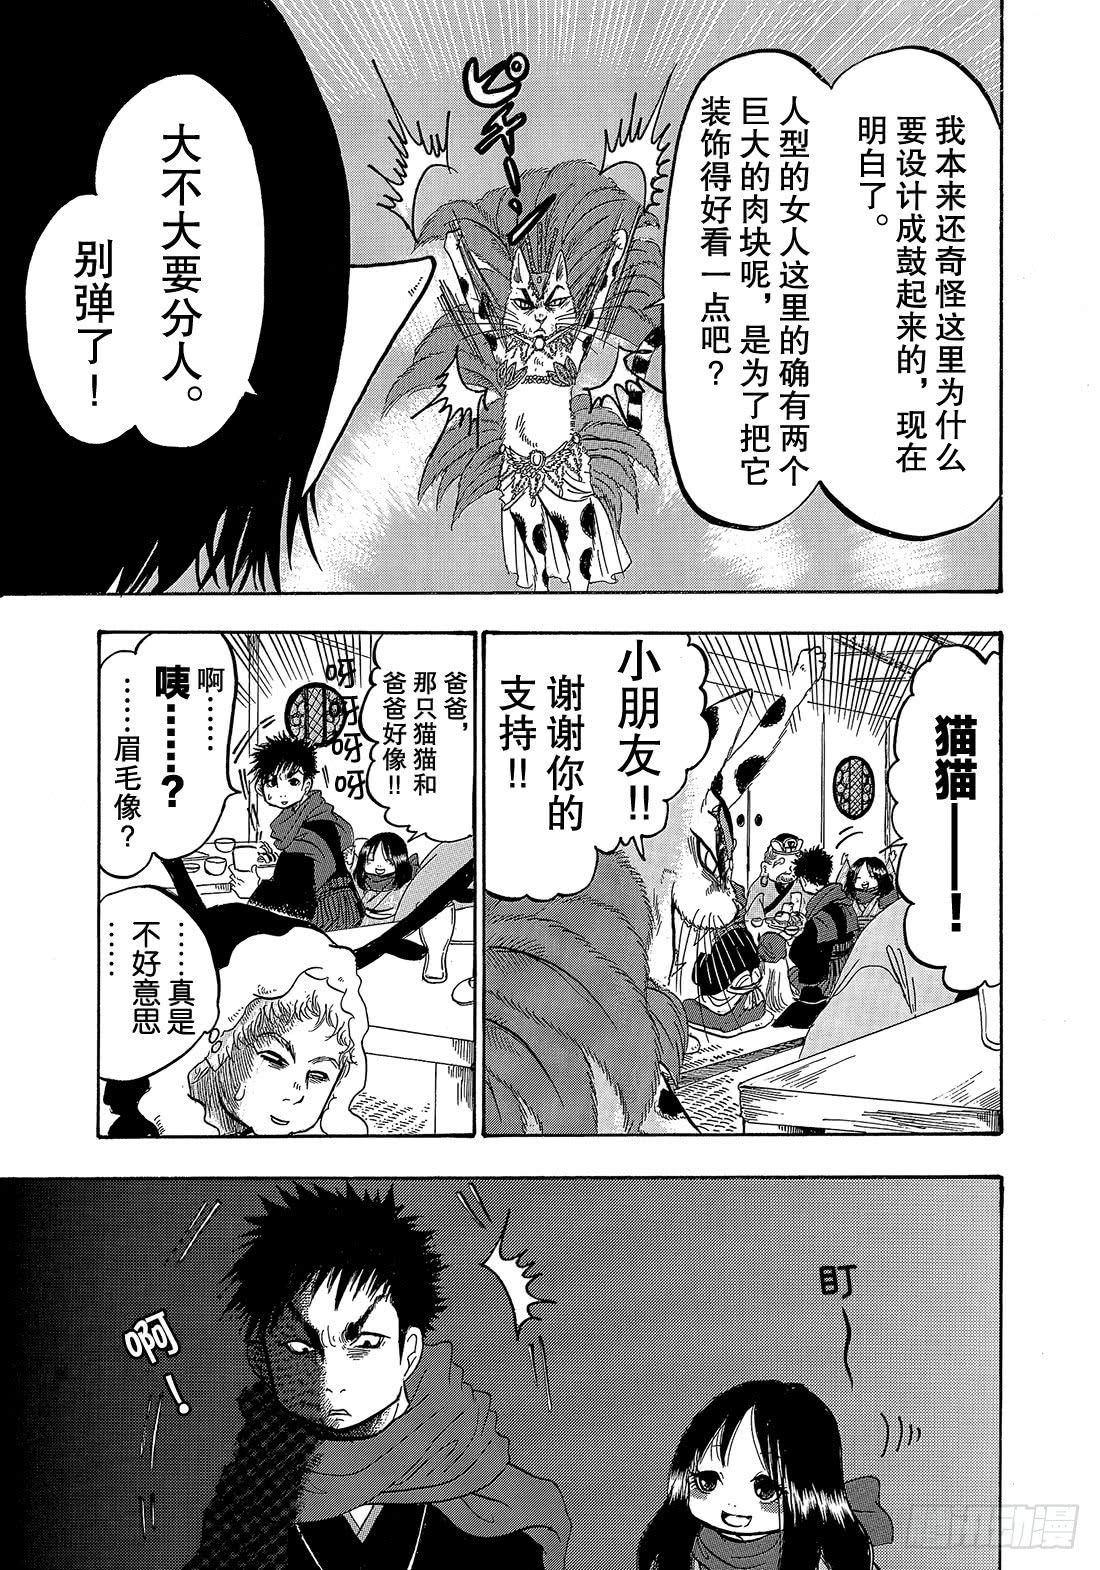 我本来还奇怪这里为什么
要设计成鼓起来的，现在
明白了。
人型的女人这里的确有两个
巨大的肉块呢，是为了把它
装饰得好看一点吧？
ピチーン
大不大要分人。
别弹了！
猫猫——！
小朋友！！
谢谢你的
支持！！
爸爸，
那只猫猫和
爸爸好像！！
呀呀呀呀
啊……
咦……？
……眉毛像？
……真是
不好意思
……
盯——
啊！
腾讯动漫